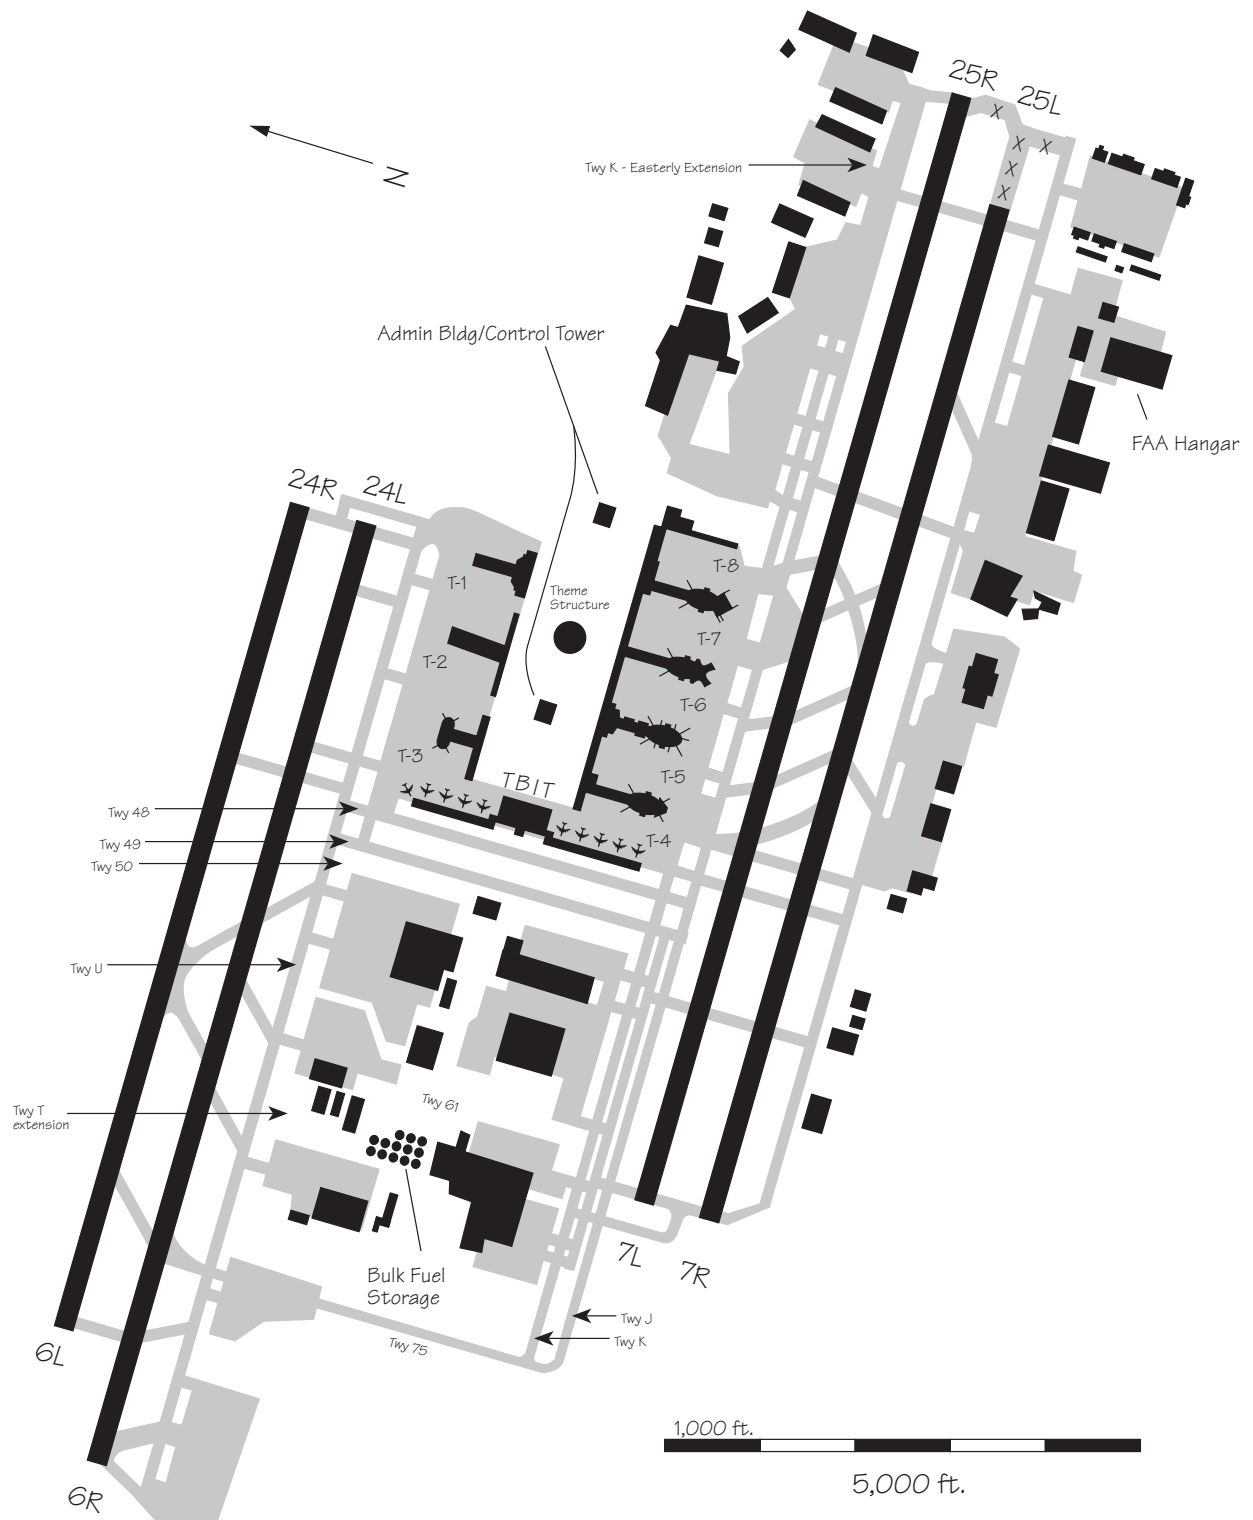 25R
25L
X
X
X
X
X
Twy K - Easterly Extension
N
Admin Bldg/Control Tower
FAA Hangar
24R
24L
T-1
T-8
Theme
Structure
T-7
T-2
T-6
T-3
T-5
TBIT
T-4
Twy 48
Twy 49
Twy 50
Twy U
Twy 61
Twy T
extension
7L
7R
Bulk Fuel
Storage
Twy J
Twy K
Twy 75
6L
6R
1,000 ft.
5,000 ft.